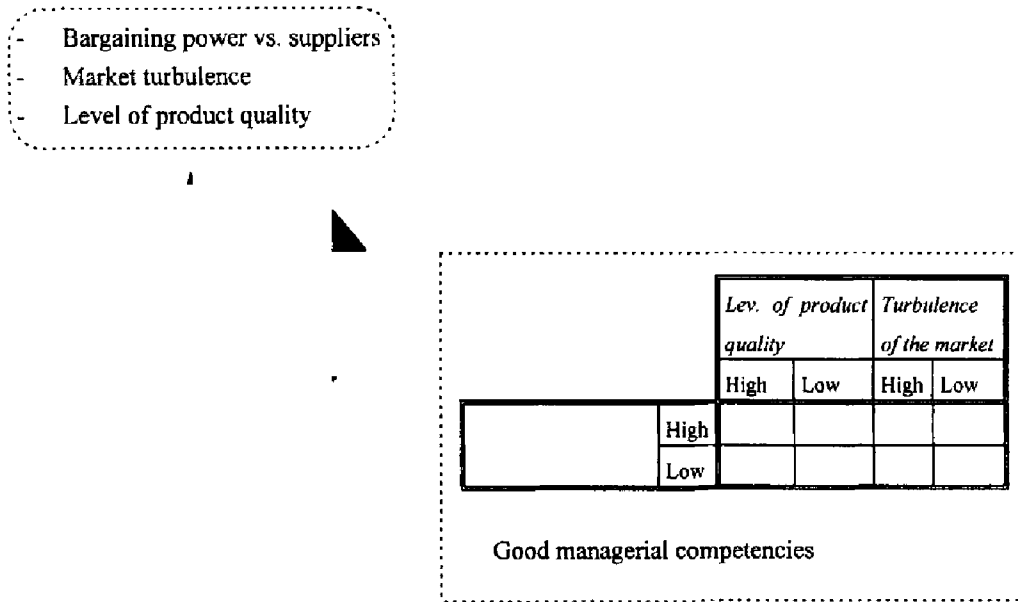 - Bargaining power vs. suppliers
- Market turbulence
- Level of product quality
Lev. of product quality
Turbulence of the market
High Low High Low
High
Low
Good managerial competencies